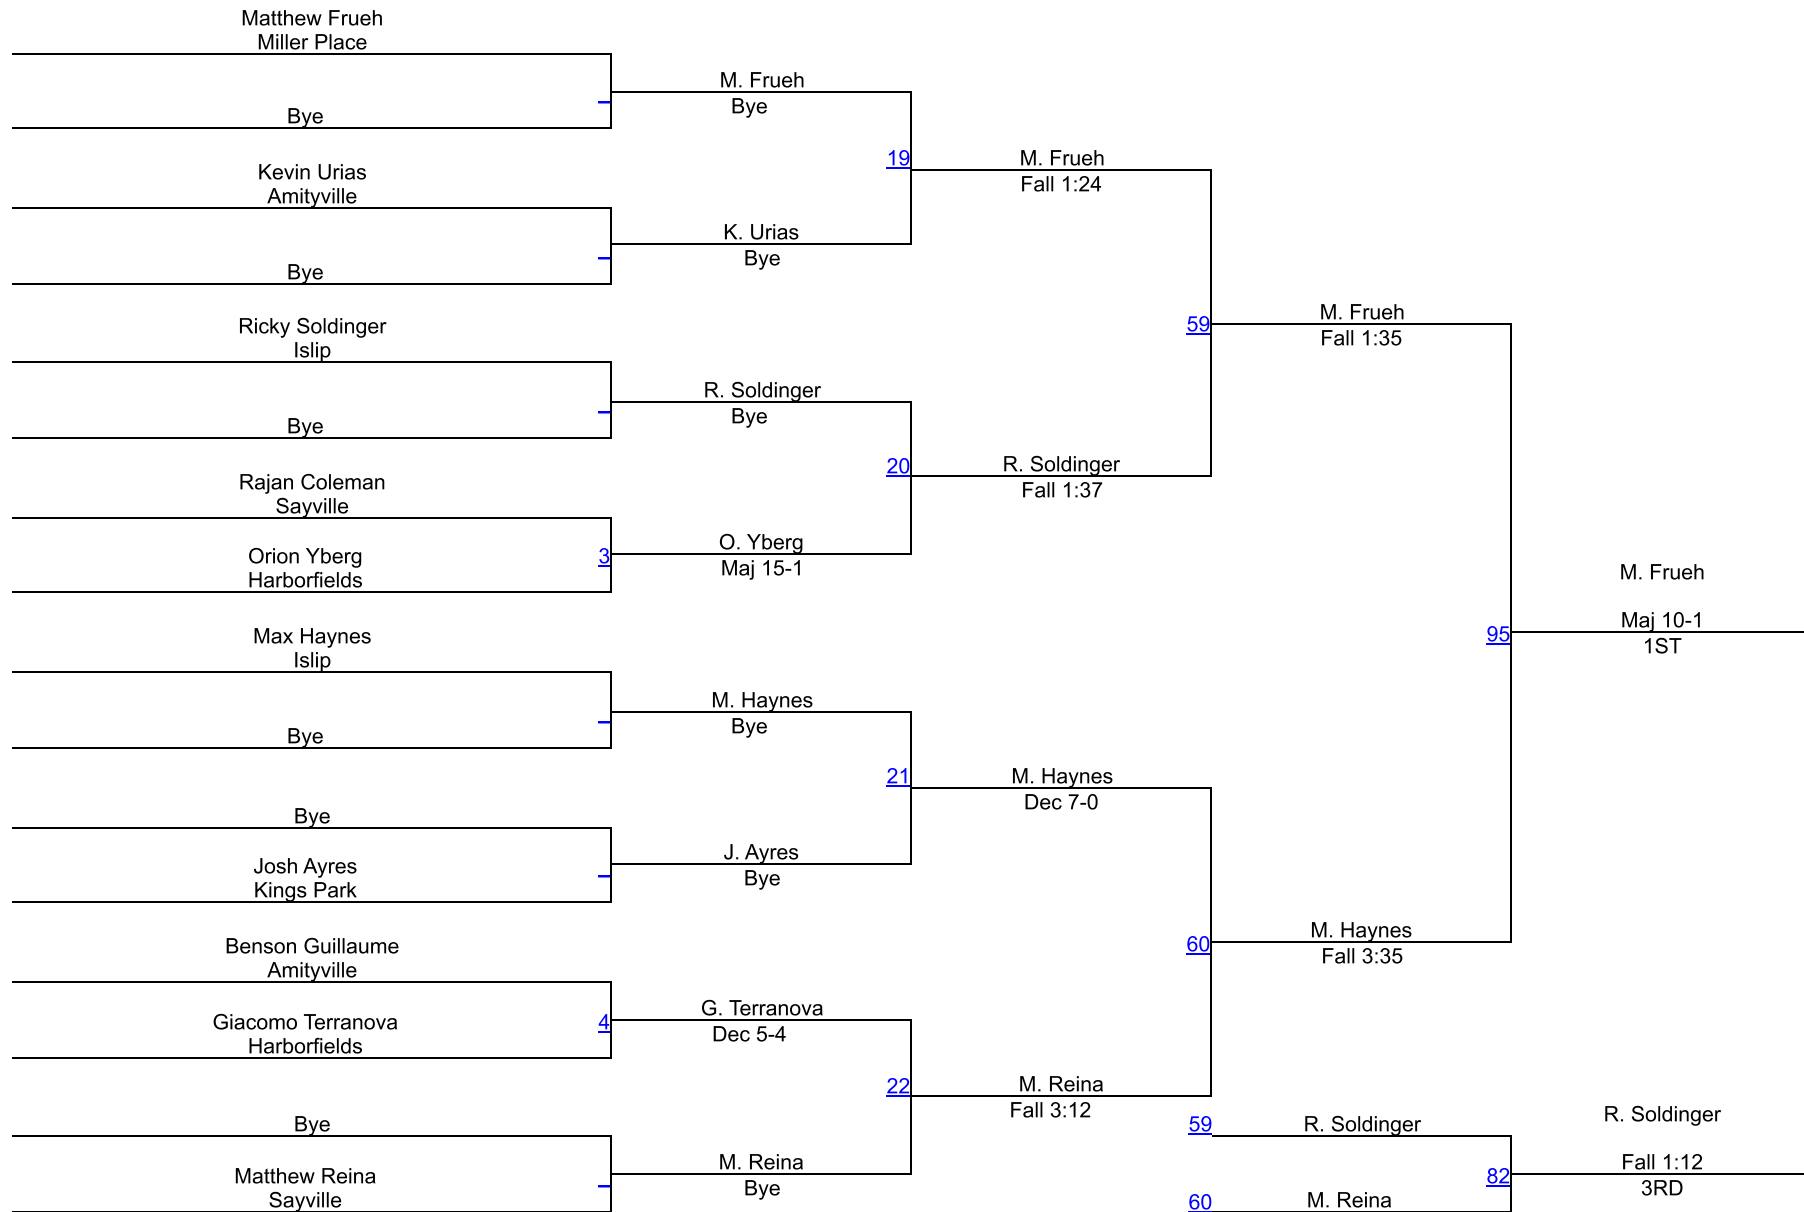 Matthew Frueh
Miller Place
Bye
Kevin Urias
Amityville
Bye
Ricky Soldinger
Islip
Bye
Rajan Coleman
Sayville
Orion Yberg
Harborfields
3
Max Haynes
Islip
Bye
Bye
Josh Ayres
Kings Park
Benson Guillaume
Amityville
Giacomo Terranova
Harborfields
4
Bye
Matthew Reina
Sayville
M. Frueh
Bye
19
K. Urias
Bye
R. Soldinger
Bye
20
O. Yberg
Maj 15-1
M. Haynes
Bye
21
J. Ayres
Bye
G. Terranova
Dec 5-4
22
M. Reina
Bye
M. Frueh
Fall 1:24
59
R. Soldinger
Fall 1:37
M. Haynes
Dec 7-0
60
M. Reina
Fall 3:12
M. Frueh
Fall 1:35
95
M. Haynes
Fall 3:35
M. Frueh
Maj 10-1
1ST
59
R. Soldinger
82
60
M. Reina
R. Soldinger
Fall 1:12
3RD